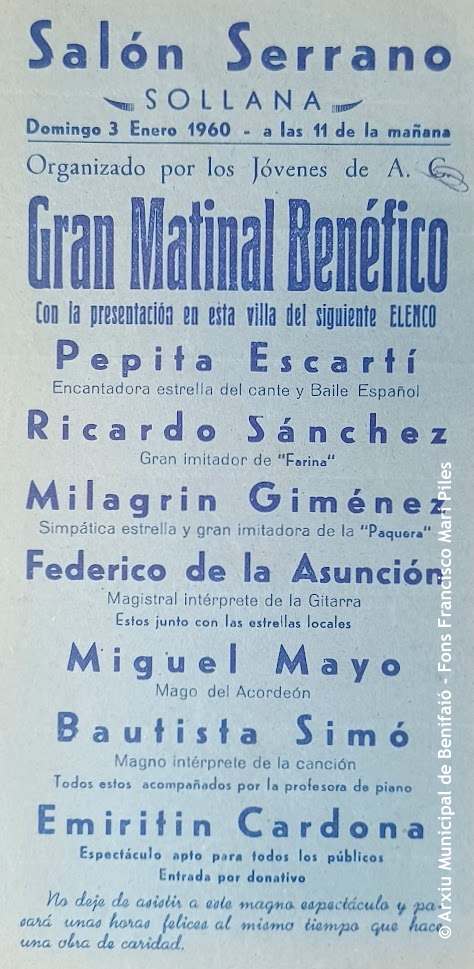 Salón Serrano
SOLLANA
Domingo 3 Enero 1960 - a las 11 de la mañana
Organizado por los Jóvenes de A. C.
Gran Matinal Benéfico
Con la presentación en esta villa del siguiente ELENCO
Pepita Escartí
Encantadora estrella del cante y Baile Español
Ricardo Sánchez
Gran imitador de "Farina"
Milagrin Giménez
Simpática estrella y gran imitadora de la "Paquera"
Federico de la Asunción
Magistral intérprete de la Gitarra
Estos junto con las estrellas locales
Miguel Mayo
Mago del Acordeón
Bautista Simó
Magno intérprete de la canción
Todos estos acompañados por la profesora de piano
Emiritin Cardona
Espectáculo apto para todos los públicos
Entrada por donativo
No deje de asistir a este magno espectáculo y pa-
sará unas horas felices al mismo tiempo que hace
una obra de caridad.
© Arxiu Municipal de Benifaió - Fons Francisco Marí Piles